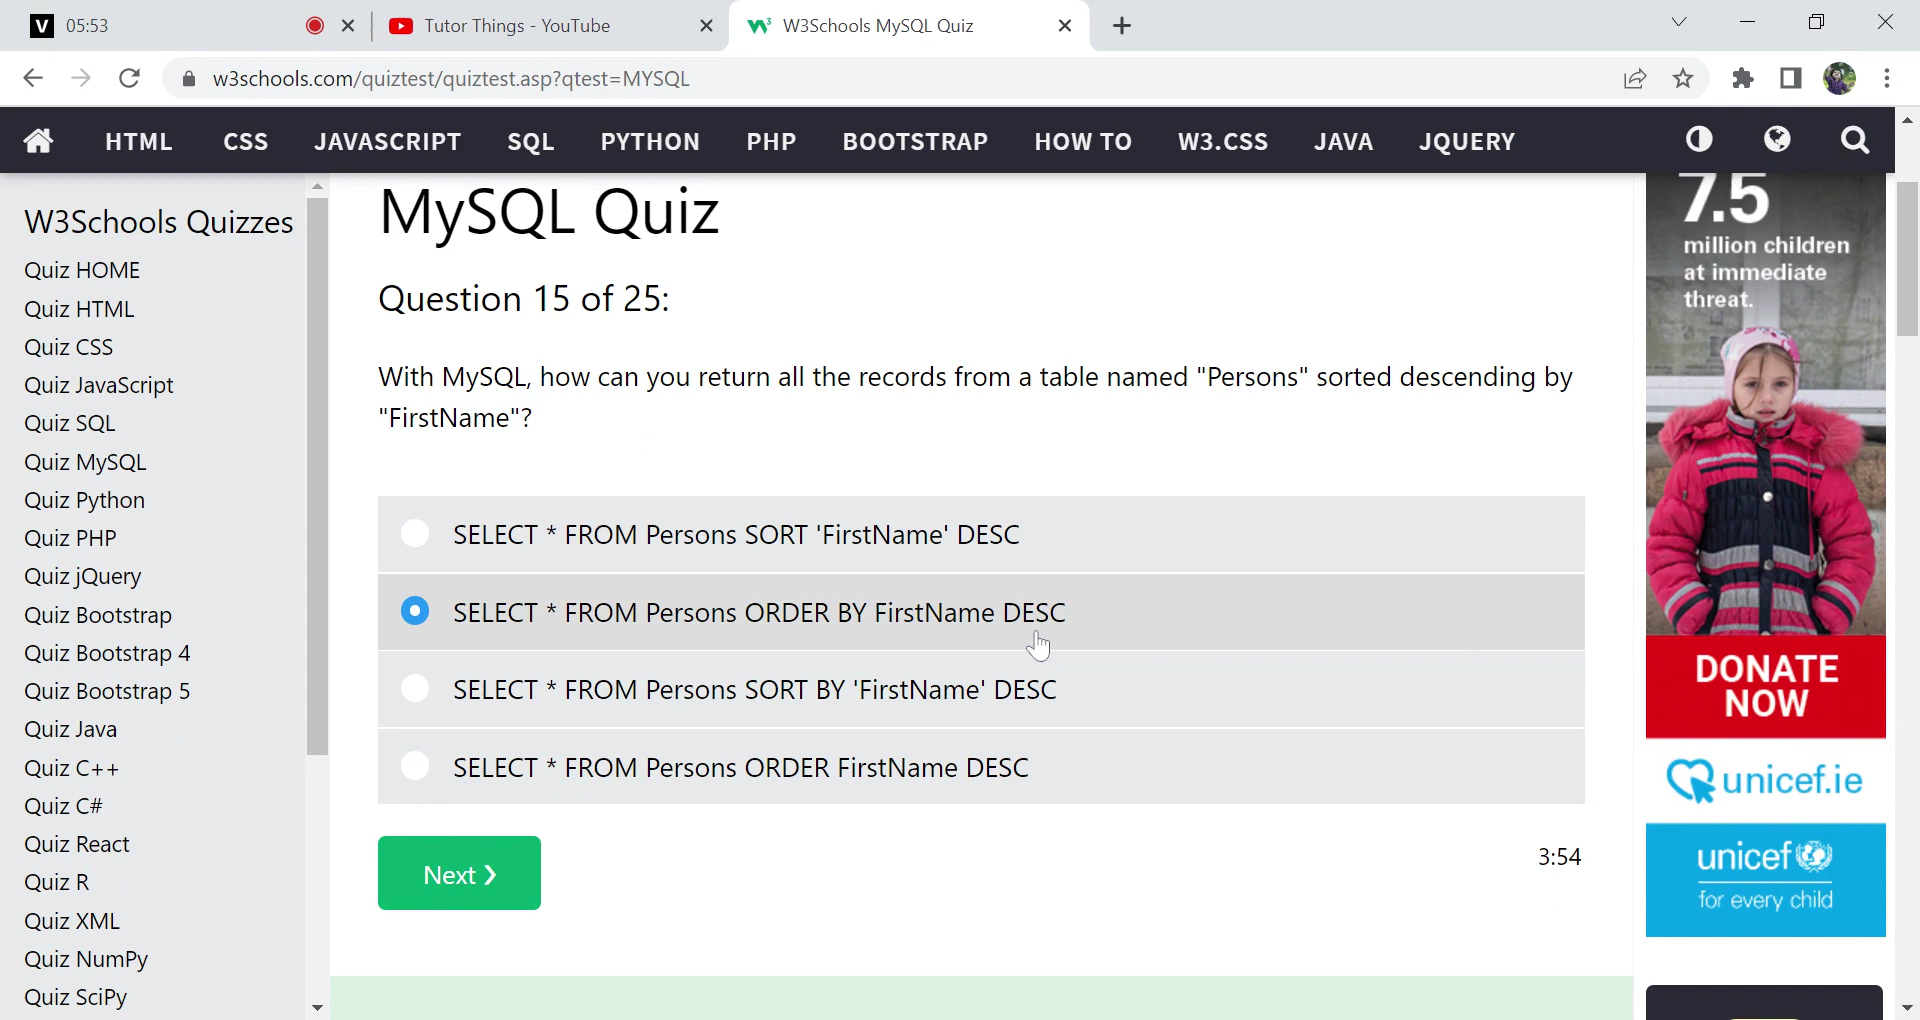 V 05:53
Tutor Things - YouTube
W3Schools MySQL Quiz
w3schools.com/quiztest/quiztest.asp?qtest=MYSQL
HTML CSS JAVASCRIPT SQL PYTHON PHP BOOTSTRAP HOW TO W3.CSS JAVA JQUERY
W3Schools Quizzes
Quiz HOME
Quiz HTML
Quiz CSS
Quiz JavaScript
Quiz SQL
Quiz MySQL
Quiz Python
Quiz PHP
Quiz jQuery
Quiz Bootstrap
Quiz Bootstrap 4
Quiz Bootstrap 5
Quiz Java
Quiz C++
Quiz C#
Quiz React
Quiz R
Quiz XML
Quiz NumPy
Quiz SciPy
MySQL Quiz
Question 15 of 25:
With MySQL, how can you return all the records from a table named "Persons" sorted descending by
"FirstName"?
SELECT * FROM Persons SORT 'FirstName' DESC
SELECT * FROM Persons ORDER BY FirstName DESC
SELECT * FROM Persons SORT BY 'FirstName' DESC
SELECT * FROM Persons ORDER FirstName DESC
Next ❯
3:54
7.5
million children
at immediate
threat.
DONATE
NOW
unicef.ie
unicef
for every child